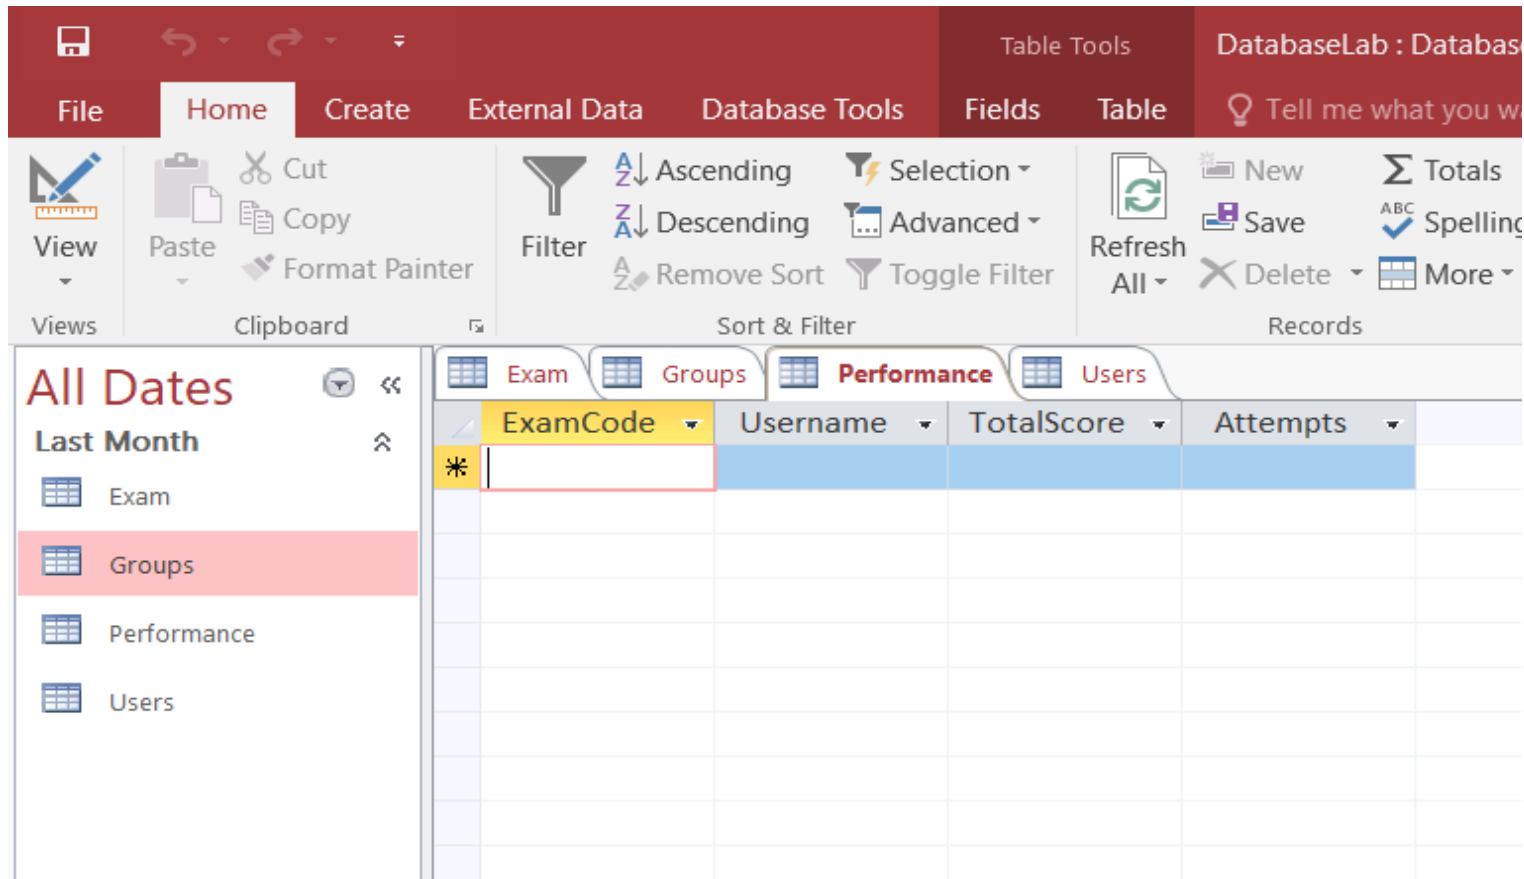 Table Tools
DatabaseLab : Database
File Home Create External Data Database Tools Fields Table Tell me what you wa
View
Paste
Cut
Copy
Format Painter
Filter
Ascending
Descending
Remove Sort
Selection
Advanced
Toggle Filter
Refresh
All
New
Save
Delete
Totals
ABC Spelling
More
Views Clipboard Sort & Filter Records
All Dates
Last Month
Exam
Groups
Performance
Users
Exam Groups Performance Users
ExamCode Username TotalScore Attempts